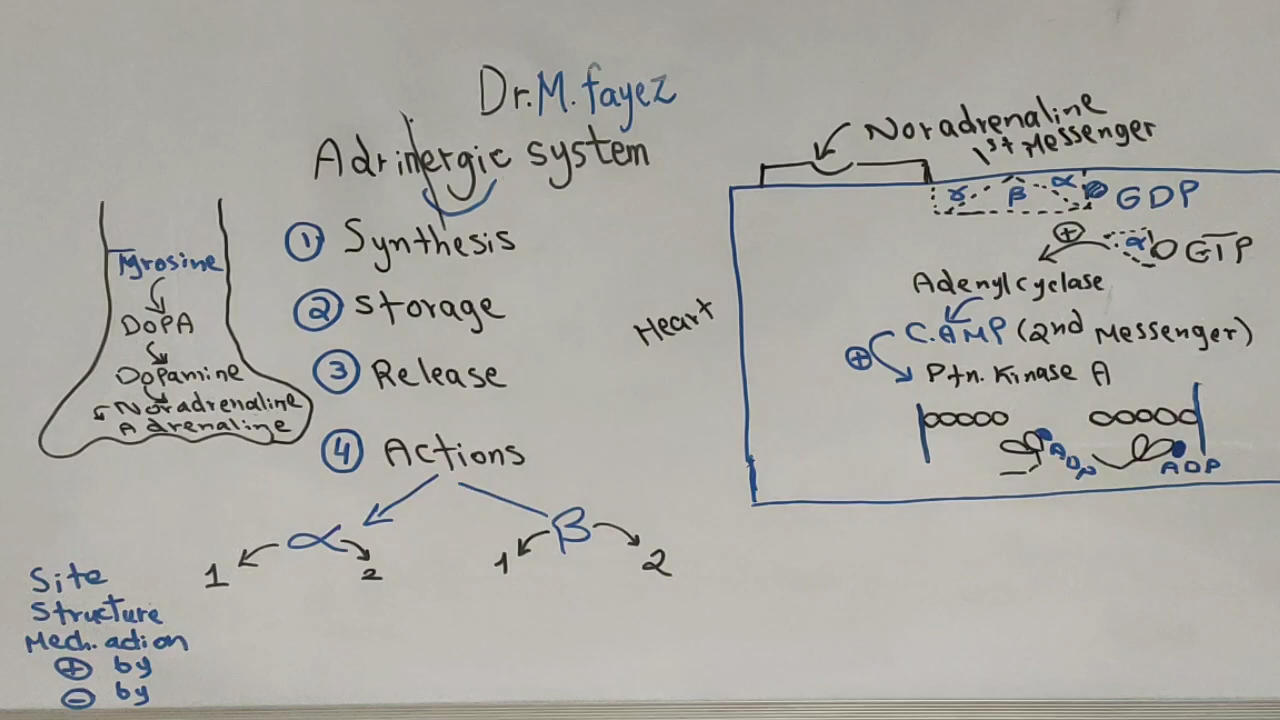 Dr.M.fayez
Adrinergic system
① Synthesis
② Storage
③ Release
④ Actions
α
β
1
2
1
2
Tyrosine
DOPA
Dopamine
Noradrenaline
Adrenaline
Site
Structure
Mech. action
⊕ by
⊖ by
Heart
Noradrenaline
1st Messenger
γ β α GDP
⊕ α GTP
Adenylcyclase
C.AMP (2nd Messenger)
⊕ Ptn. Kinase A
ADP
ADP